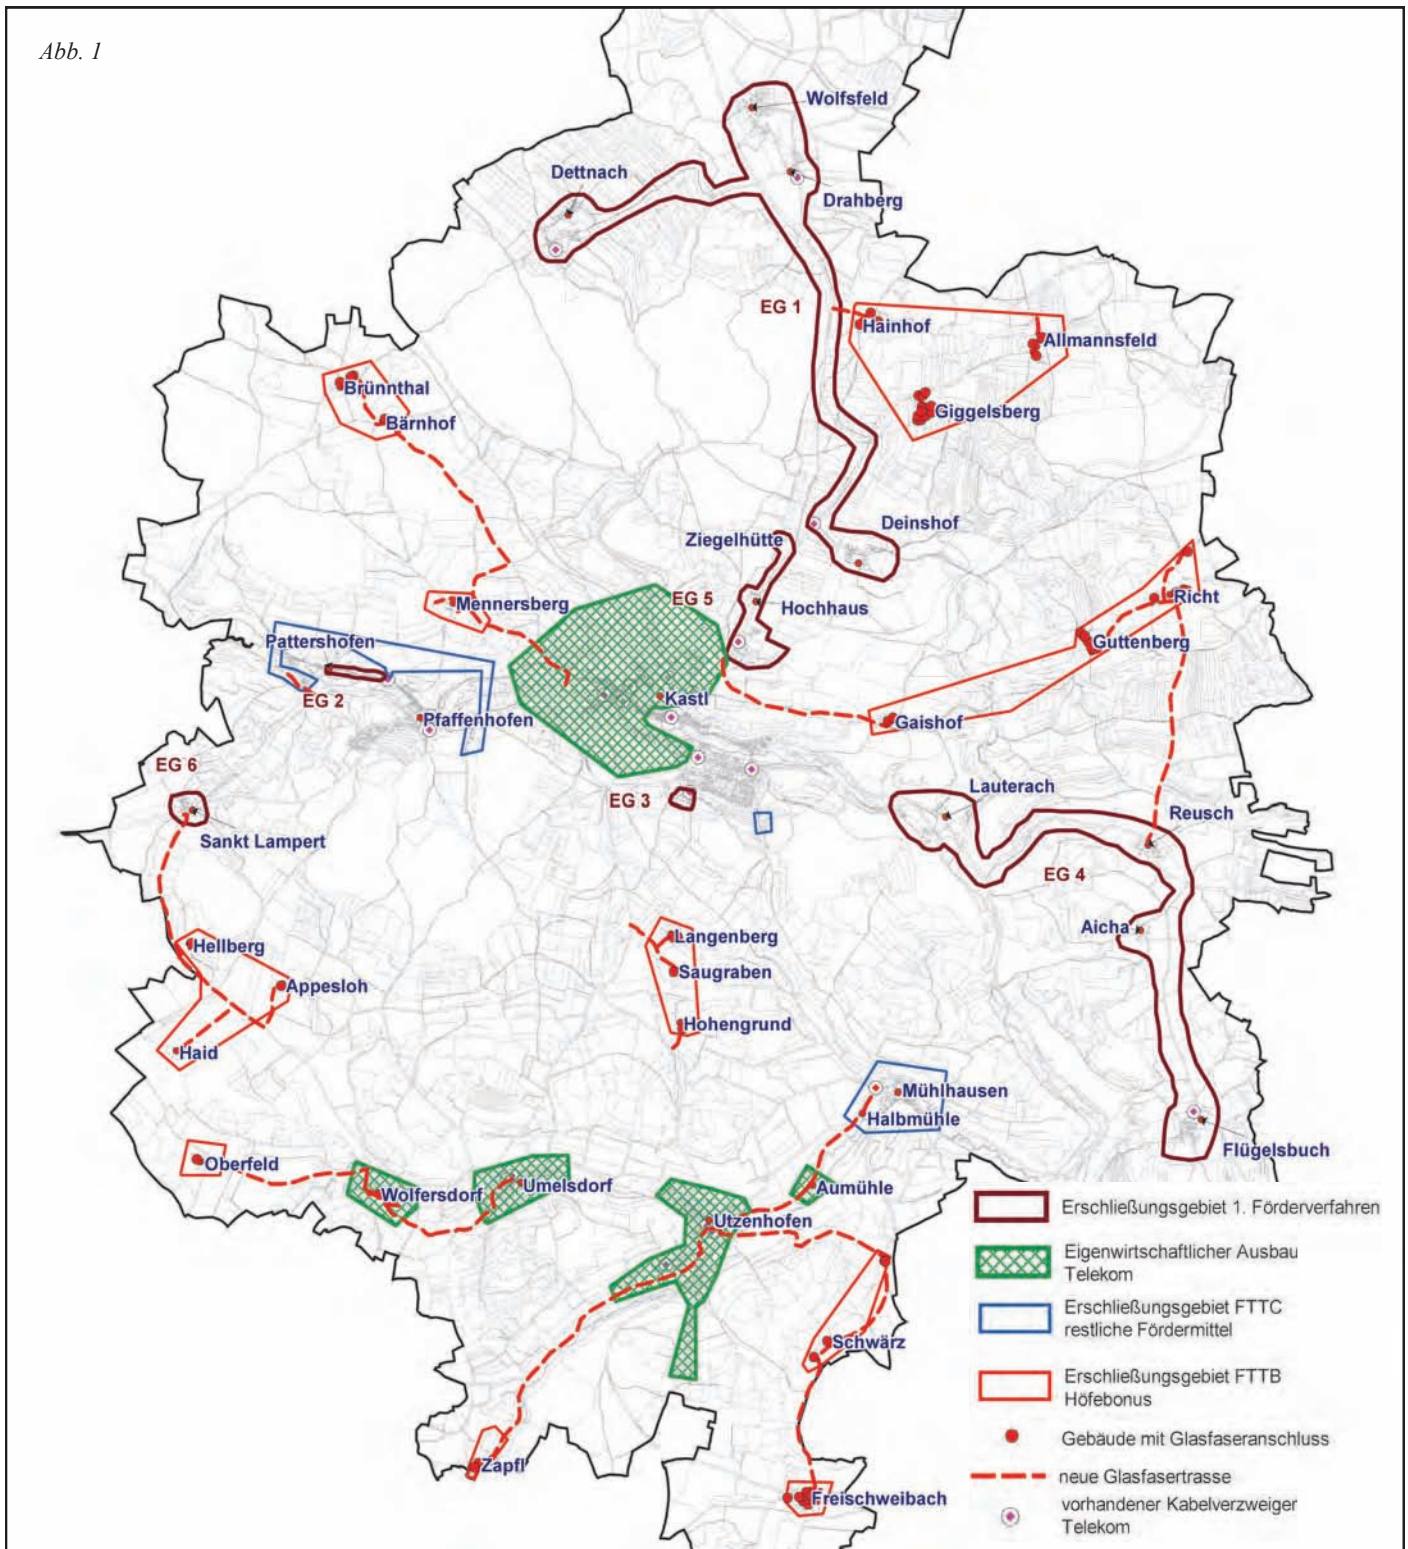 Abb. 1
Wolfsfeld
Dettnach
Drahberg
EG 1
Hainhof
Allmannsfeld
Brünnthal
Giggelsberg
Bärnhof
Deinshof
Ziegelhütte
EG 5
Richt
Mennersberg
Hochhaus
Pattershofen
Guttenberg
EG 2
Kastl
Pfaffenhofen
Gaishof
EG 6
Lauterach
EG 3
Reusch
Sankt Lampert
EG 4
Aicha
Langenberg
Hellberg
Saugraben
Appesloh
Hohengrund
Haid
Mühlhausen
Halbmühle
Flügelsbuch
Oberfeld
Umelsdorf
Aumühle
Wolfersdorf
Utzenhofen
Schwärz
Zapfl
Freischweibach
Erschließungsgebiet 1. Förderverfahren
Eigenwirtschaftlicher Ausbau
Telekom
Erschließungsgebiet FTTC
restliche Fördermittel
Erschließungsgebiet FTTB
Höfebonus
Gebäude mit Glasfaseranschluss
neue Glasfasertrasse
vorhandener Kabelverzweiger
Telekom